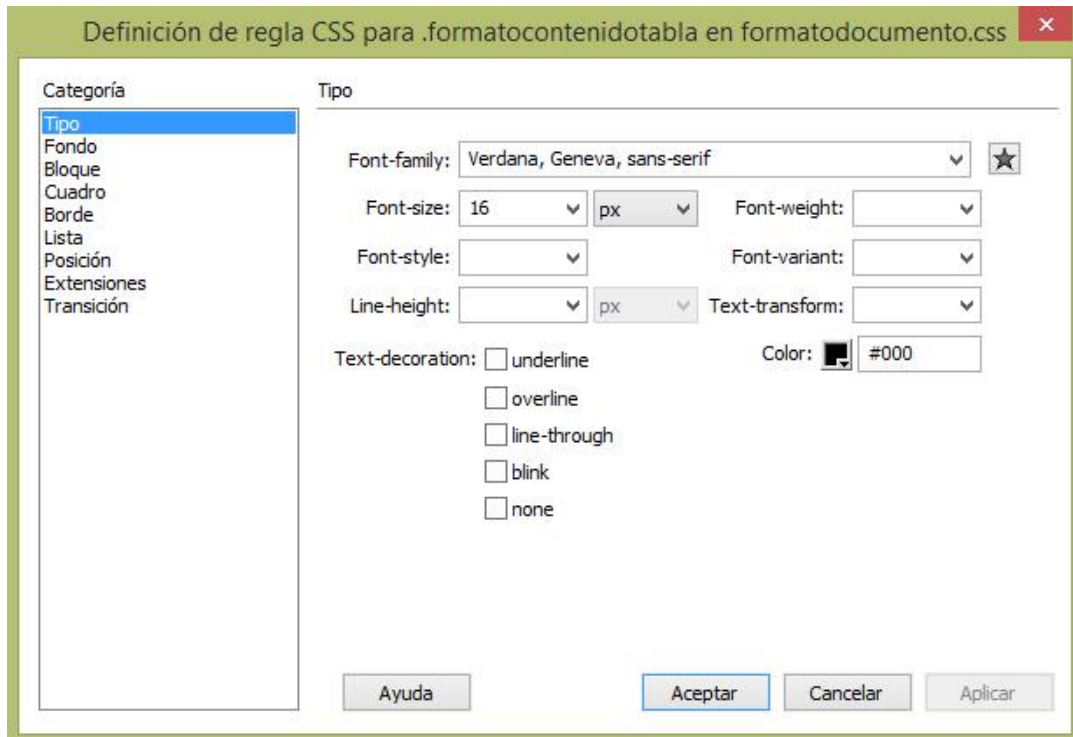 Definición de regla CSS para .formatocontenidotabla en formatodocumento.css
Categoría
Tipo
Fondo
Bloque
Cuadro
Borde
Lista
Posición
Extensiones
Transición
Tipo
Font-family: Verdana, Geneva, sans-serif
Font-size: 16 px Font-weight:
Font-style: Font-variant:
Line-height: px Text-transform:
Text-decoration: underline Color: #000
overline
line-through
blink
none
Ayuda Aceptar Cancelar Aplicar